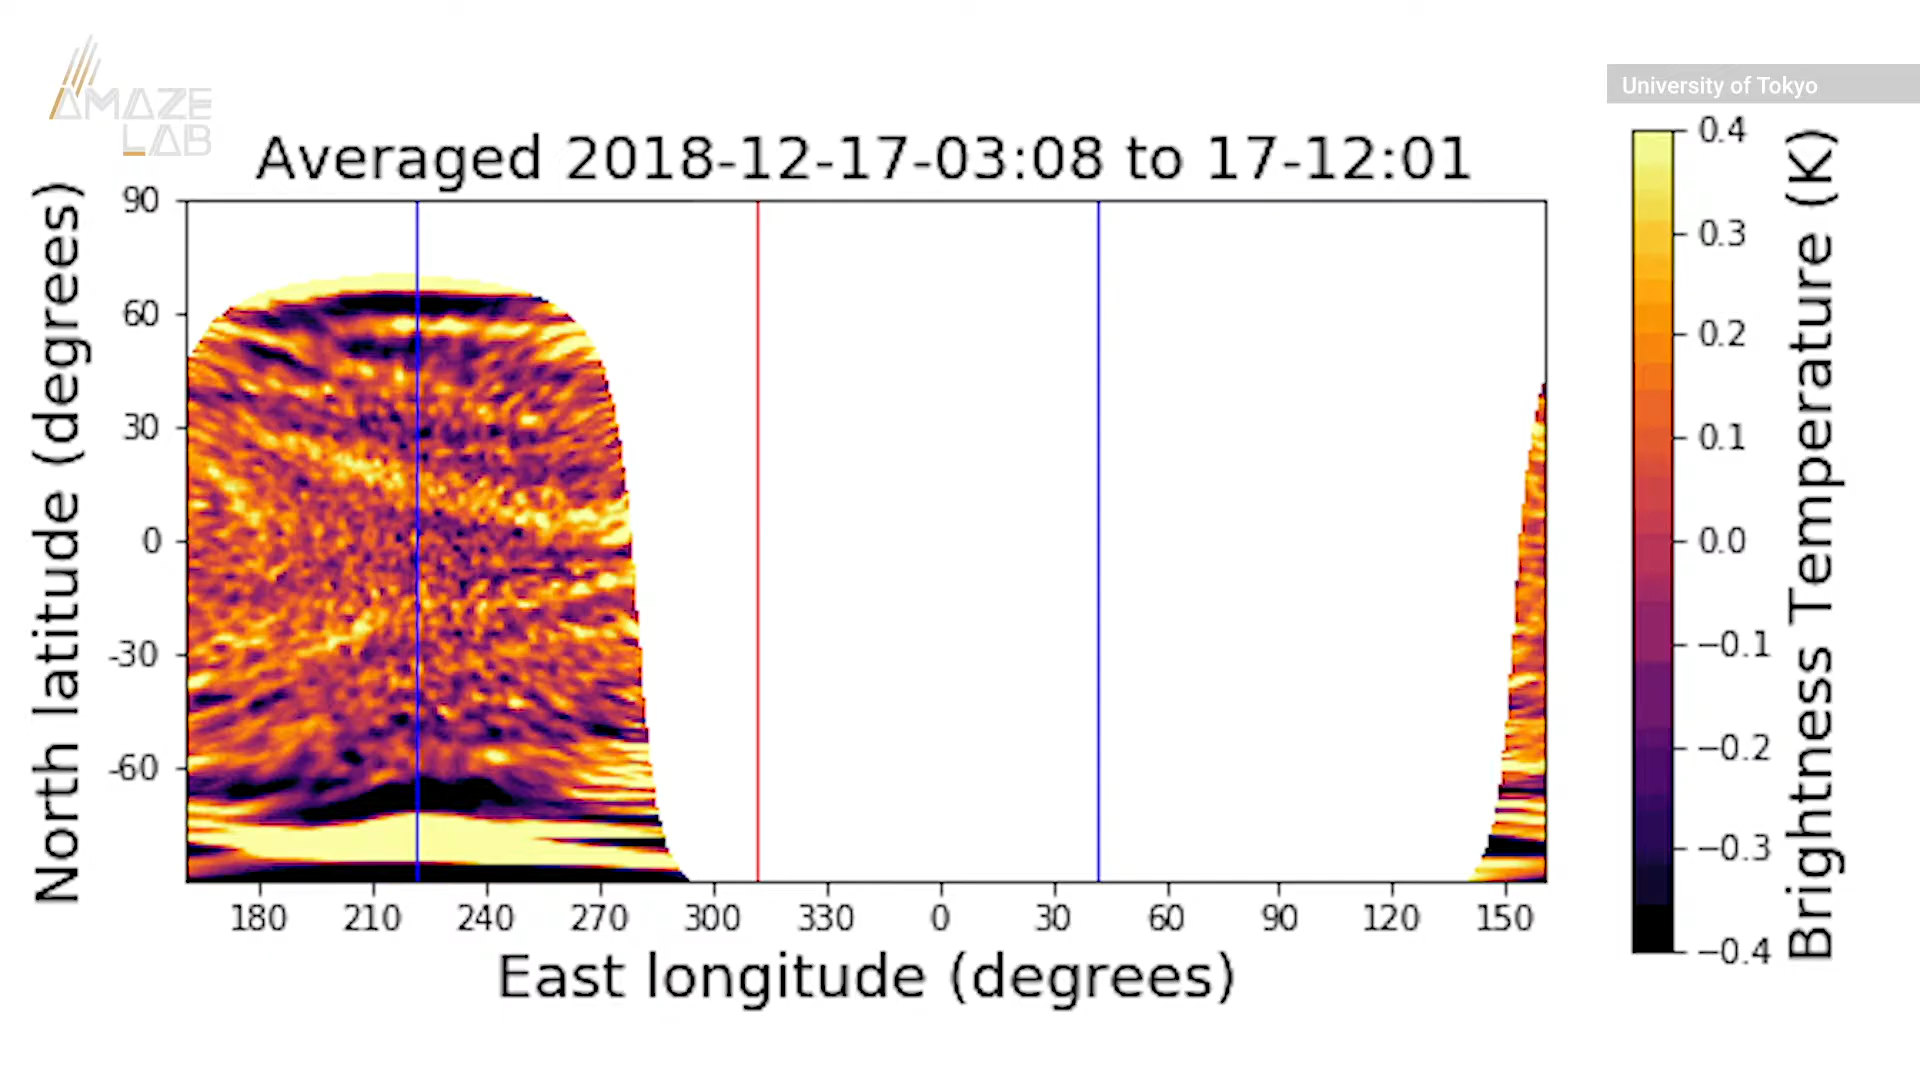 AMAZE
LAB
University of Tokyo
Averaged 2018-12-17-03:08 to 17-12:01
North latitude (degrees)
90
60
30
0
-30
-60
180 210 240 270 300 330 0 30 60 90 120 150
East longitude (degrees)
0.4
0.3
0.2
0.1
0.0
−0.1
−0.2
−0.3
−0.4
Brightness Temperature (K)